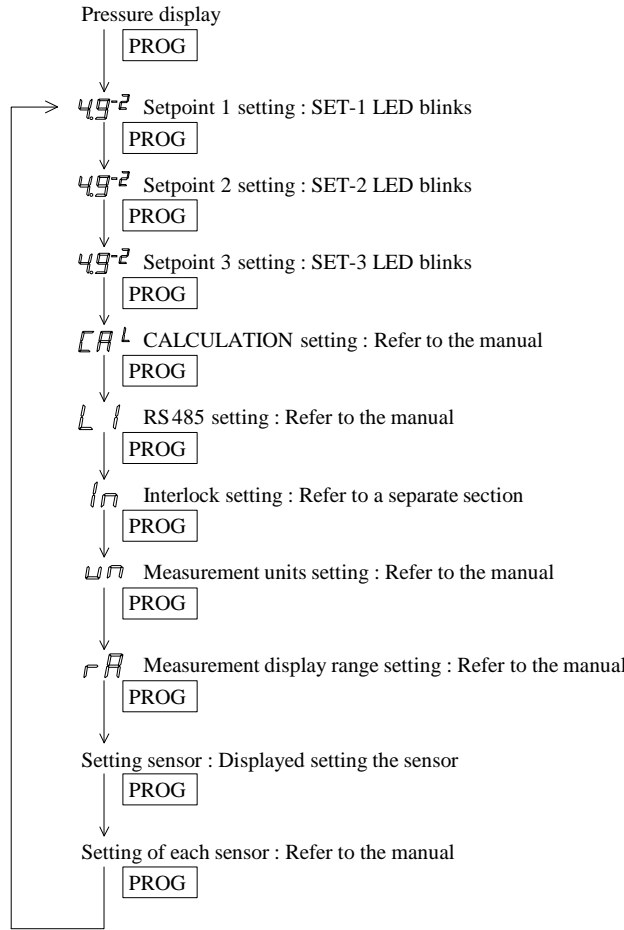 Pressure display
PROG
4.9-2 Setpoint 1 setting : SET-1 LED blinks
PROG
4.9-2 Setpoint 2 setting : SET-2 LED blinks
PROG
4.9-2 Setpoint 3 setting : SET-3 LED blinks
PROG
CAL CALCULATION setting : Refer to the manual
PROG
L 1 RS485 setting : Refer to the manual
PROG
In Interlock setting : Refer to a separate section
PROG
un Measurement units setting : Refer to the manual
PROG
rA Measurement display range setting : Refer to the manual
PROG
Setting sensor : Displayed setting the sensor
PROG
Setting of each sensor : Refer to the manual
PROG